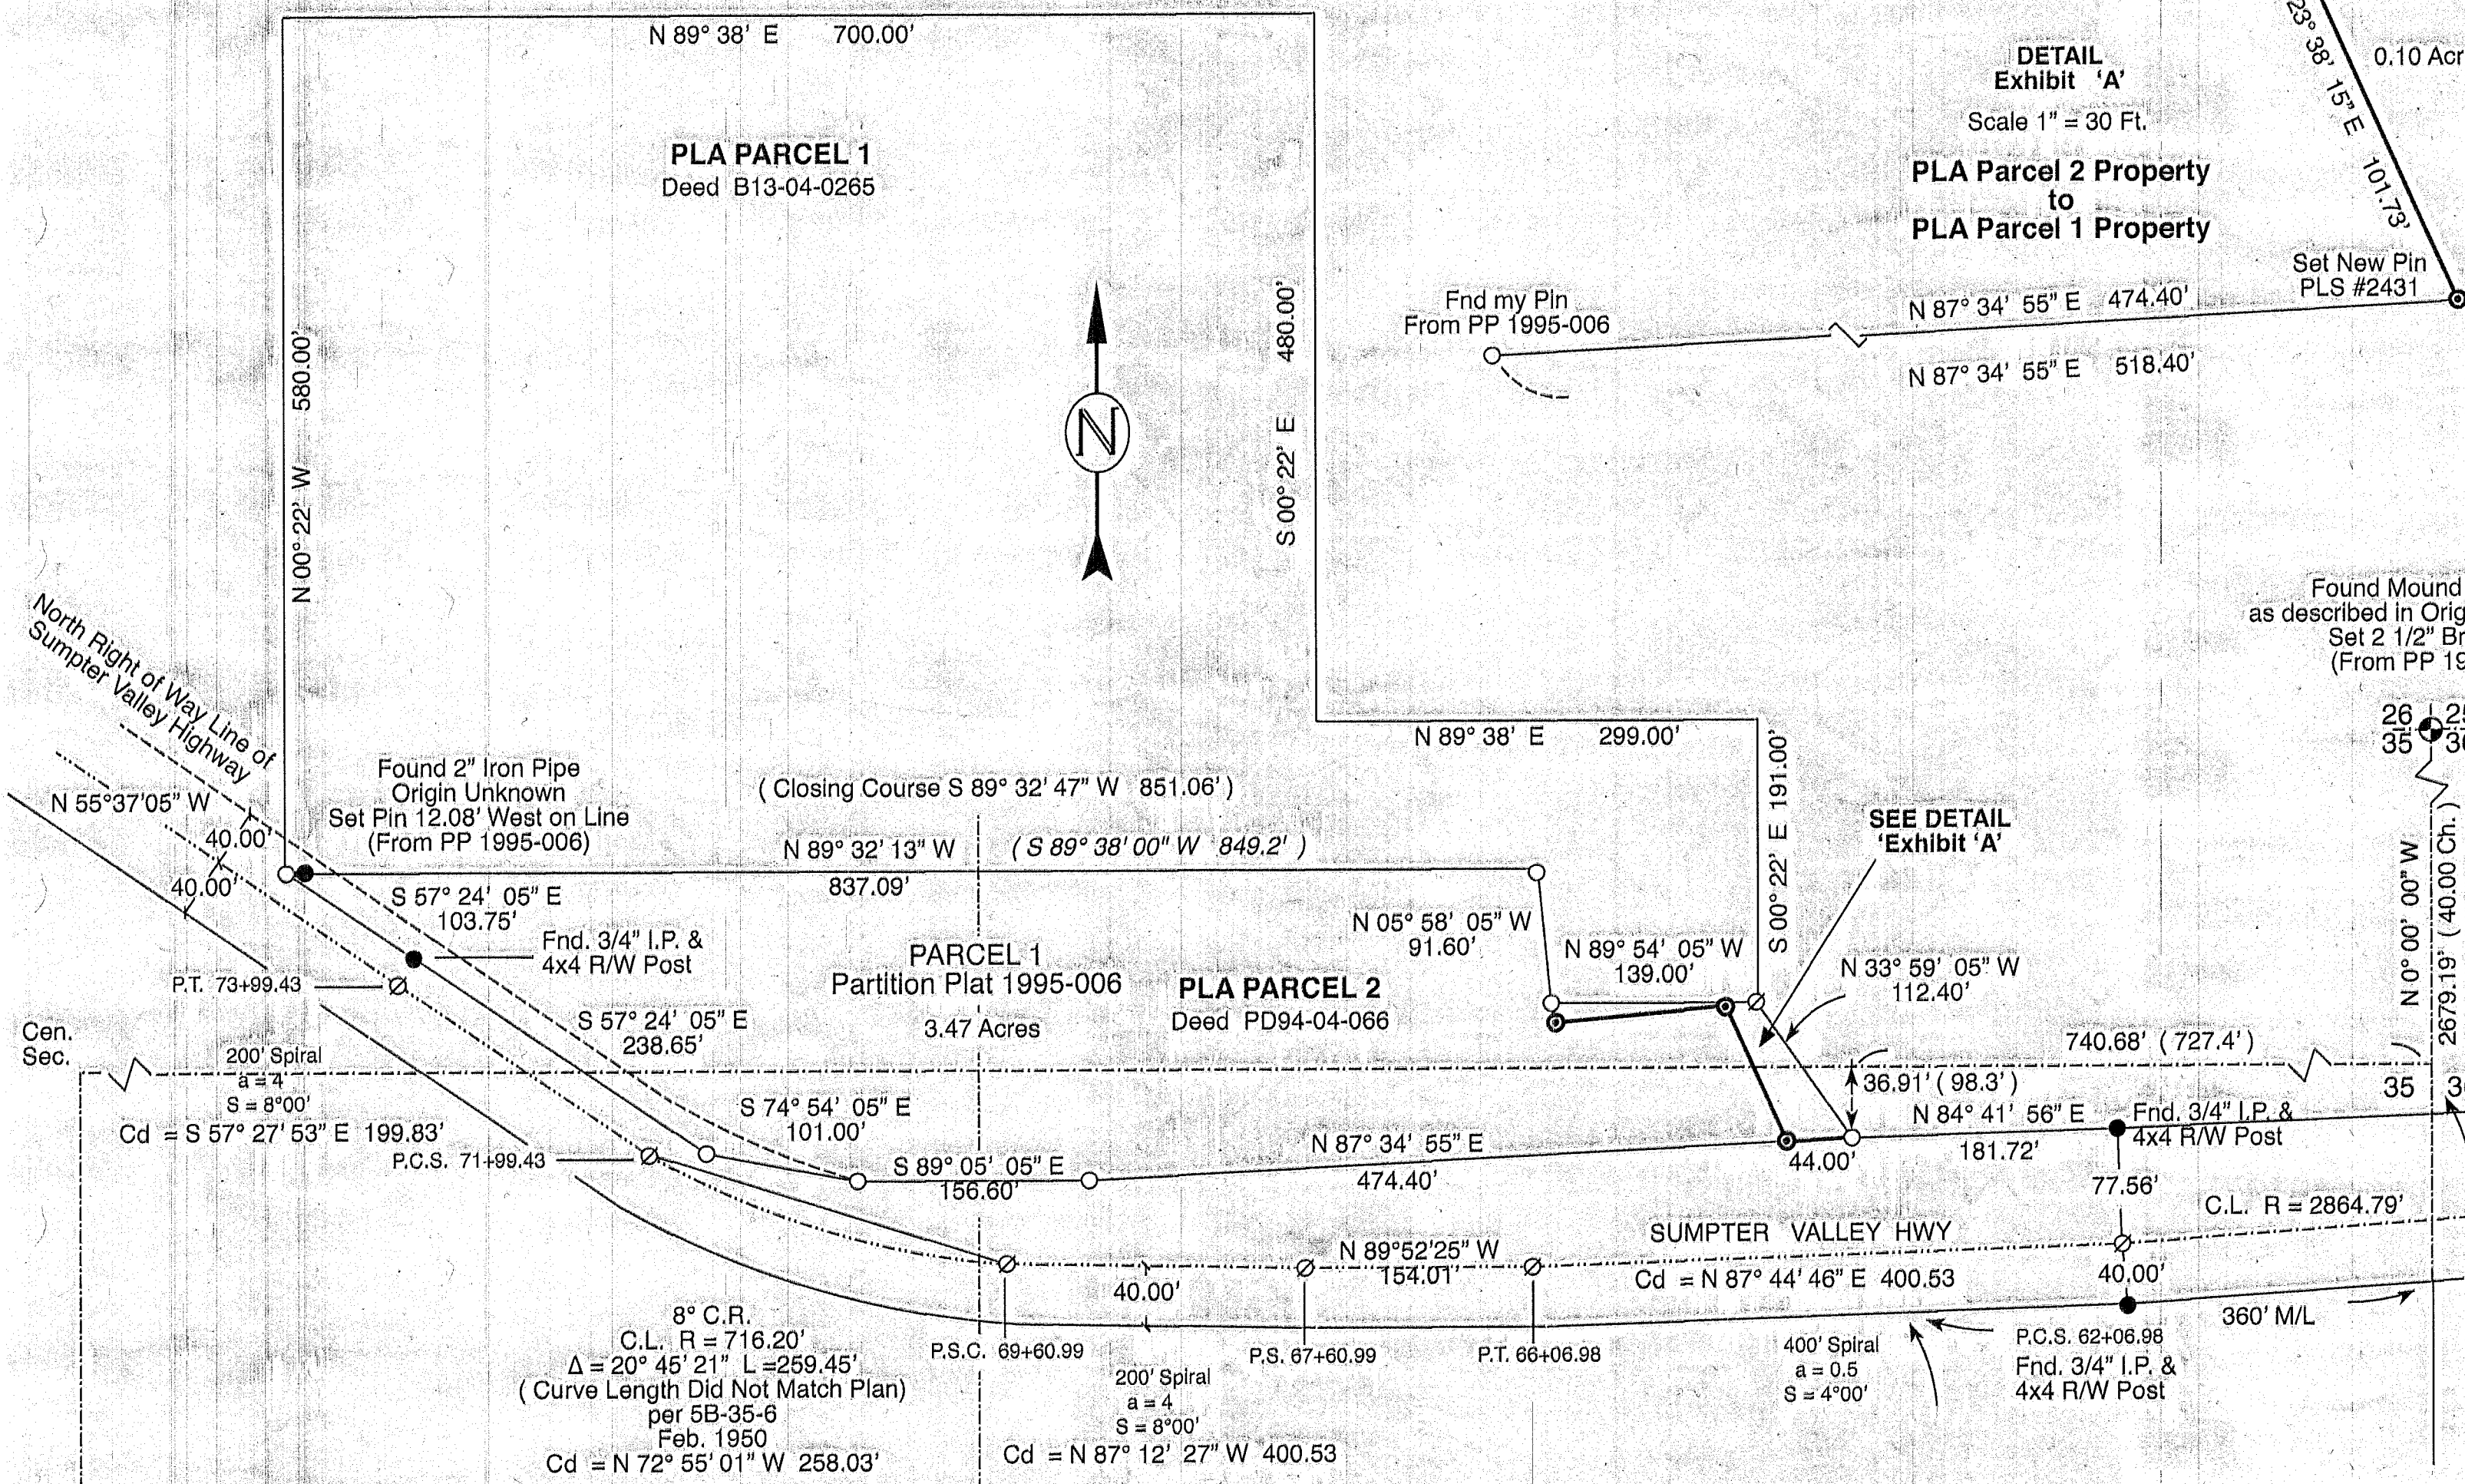 N 89° 38' E 700.00'
PLA PARCEL 1
Deed B13-04-0265
N 00° 22' W 580.00'
S 00° 22' E 480.00'
N
DETAIL
Exhibit 'A'
Scale 1" = 30 Ft.
PLA Parcel 2 Property
to
PLA Parcel 1 Property
23° 38' 15" E 101.73'
0.10 Acr
Set New Pin
PLS #2431
Fnd my Pin
From PP 1995-006
N 87° 34' 55" E 474.40'
N 87° 34' 55" E 518.40'
Found Mound
as described in Orig
Set 2 1/2" Br
(From PP 19
26
35
North Right of Way Line of
Sumpter Valley Highway
N 89° 38' E 299.00'
S 00° 22' E 191.00'
N 55°37'05" W
40.00'
40.00'
Found 2" Iron Pipe
Origin Unknown
Set Pin 12.08' West on Line
(From PP 1995-006)
( Closing Course S 89° 32' 47" W 851.06' )
N 89° 32' 13" W ( S 89° 38' 00" W 849.2' )
837.09'
SEE DETAIL
'Exhibit 'A'
N 0° 00' 00" W
2679.19' ( 40.00 Ch. )
S 57° 24' 05" E
103.75'
Fnd. 3/4" I.P. &
4x4 R/W Post
P.T. 73+99.43
N 05° 58' 05" W
91.60'
N 89° 54' 05" W
139.00'
N 33° 59' 05" W
112.40'
PARCEL 1
Partition Plat 1995-006
3.47 Acres
PLA PARCEL 2
Deed PD94-04-066
S 57° 24' 05" E
238.65'
Cen.
Sec.
740.68' ( 727.4' )
36.91' ( 98.3' )
35
200' Spiral
a = 4
S = 8°00'
Cd = S 57° 27' 53" E 199.83'
P.C.S. 71+99.43
S 74° 54' 05" E
101.00'
S 89° 05' 05" E
156.60'
N 87° 34' 55" E
474.40'
44.00'
N 84° 41' 56" E
181.72'
Fnd. 3/4" I.P. &
4x4 R/W Post
77.56'
C.L. R = 2864.79'
SUMPTER VALLEY HWY
N 89°52'25" W
154.01'
Cd = N 87° 44' 46" E 400.53
40.00'
40.00'
360' M/L
8° C.R.
C.L. R = 716.20'
Δ = 20° 45' 21" L =259.45'
( Curve Length Did Not Match Plan)
per 5B-35-6
Feb. 1950
Cd = N 72° 55' 01" W 258.03'
P.S.C. 69+60.99
P.S. 67+60.99
P.T. 66+06.98
200' Spiral
a = 4
S = 8°00'
Cd = N 87° 12' 27" W 400.53
400' Spiral
a = 0.5
S = 4°00'
P.C.S. 62+06.98
Fnd. 3/4" I.P. &
4x4 R/W Post